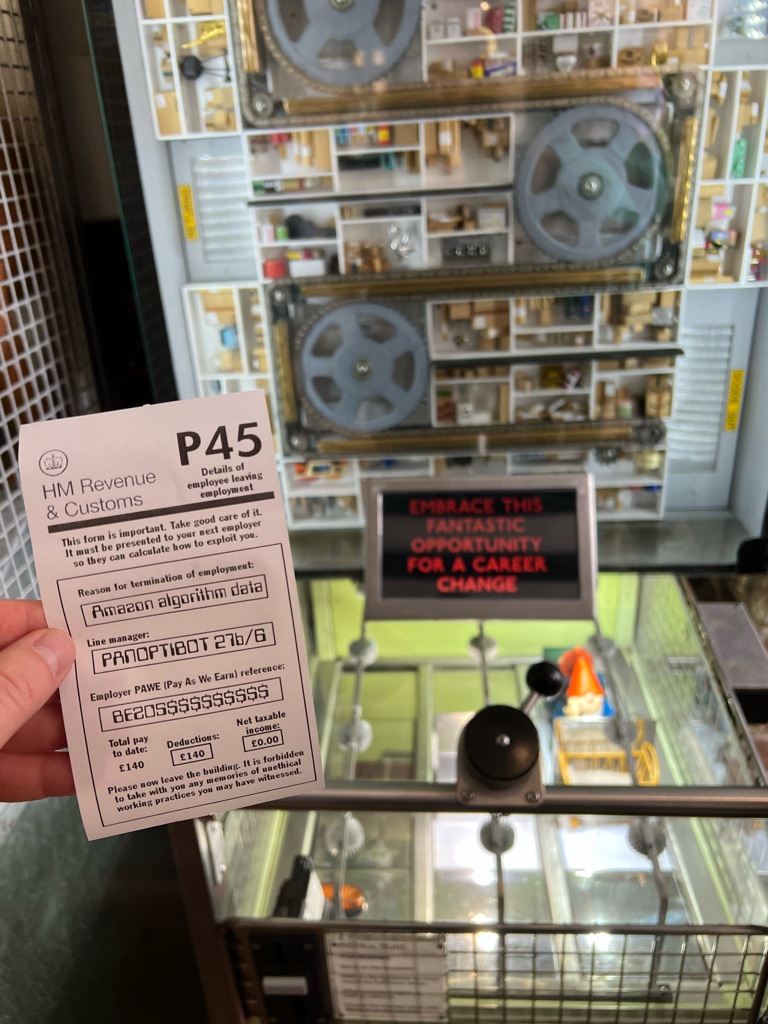 P45
Details of
employee leaving
employment
HM Revenue
& Customs
This form is important. Take good care of it.
It must be presented to your next employer
so they can calculate how to exploit you.
Reason for termination of employment:
Amazon algorithm data
Line manager:
PANOPTIBOT 27b/6
Employer PAWE (Pay As We Earn) reference:
BEZOS$$$$$$$$$$
Total pay
to date:
£140
Deductions:
£140
Net taxable
income:
£0.00
Please now leave the building. It is forbidden
to take with you any memories of unethical
working practices you may have witnessed.
EMBRACE THIS
FANTASTIC
OPPORTUNITY
FOR A CAREER
CHANGE
RETURNS
GOODS OUT
INSTRUCTIONS